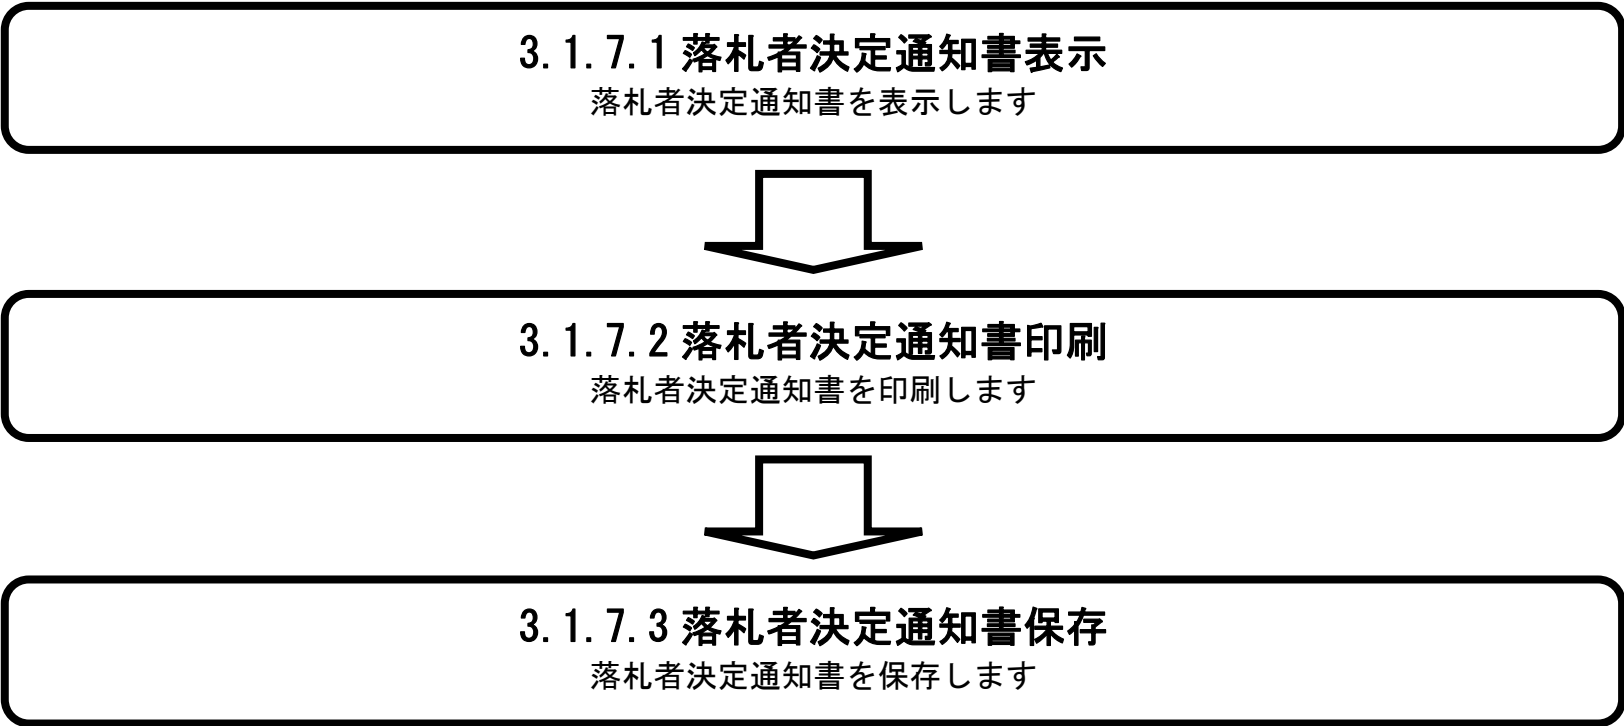 3.1.7.1落札者決定通知書表示
落札者決定通知書を表示します
3.1.7.2落札者決定通知書印刷
落札者決定通知書を印刷します
3.1.7.3落札者決定通知書保存
落札者決定通知書を保存します